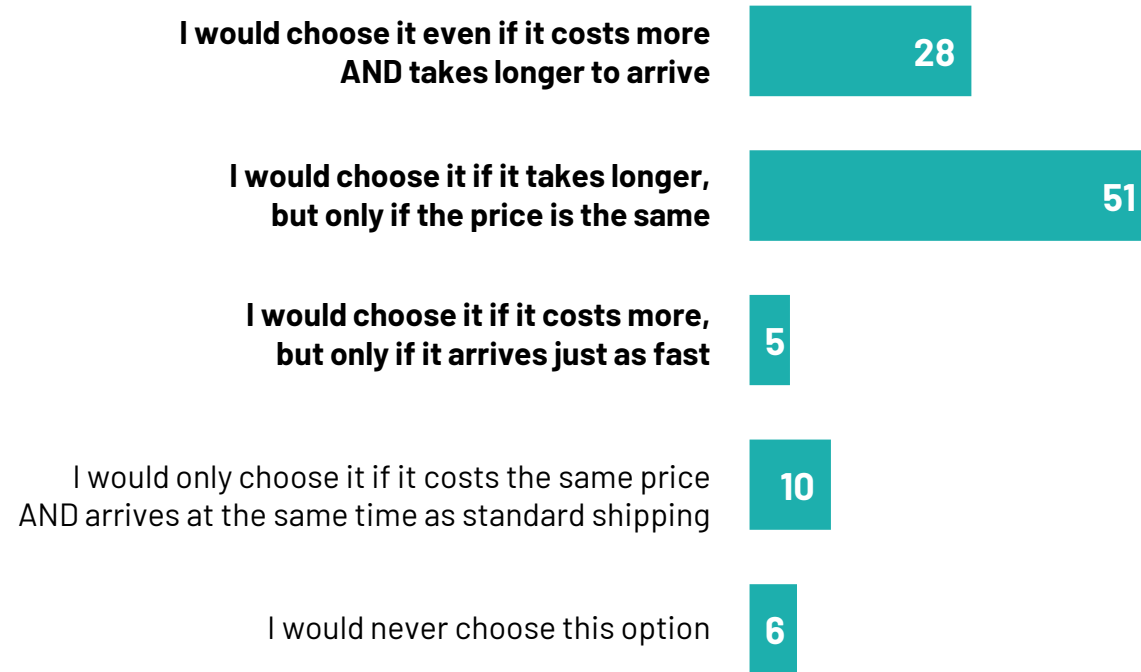 I would choose it even if it costs more
AND takes longer to arrive
28
I would choose it if it takes longer,
but only if the price is the same
51
I would choose it if it costs more,
but only if it arrives just as fast
5
I would only choose it if it costs the same price
AND arrives at the same time as standard shipping
10
I would never choose this option
6